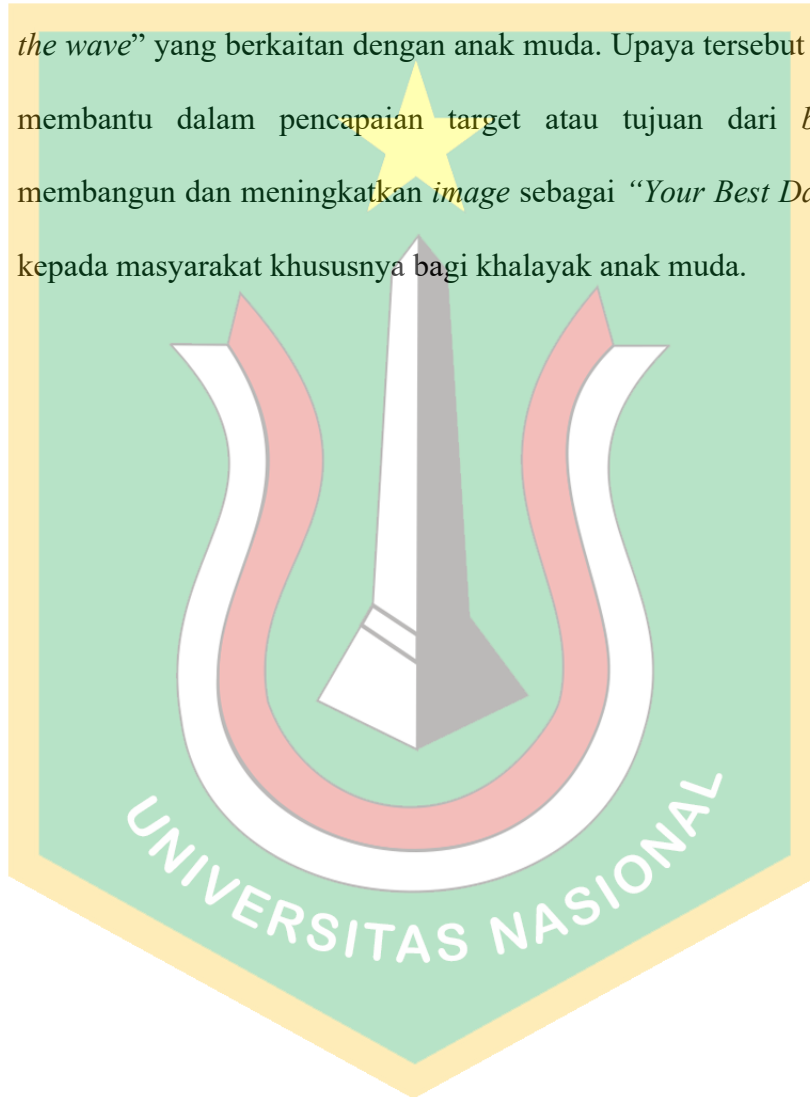 the wave” yang berkaitan dengan anak muda. Upaya tersebut
membantu dalam pencapaian target atau tujuan dari
membangun dan meningkatkan image sebagai “Your Best
kepada masyarakat khususnya bagi khalayak anak muda.
UNIVERSITAS NASIONAL